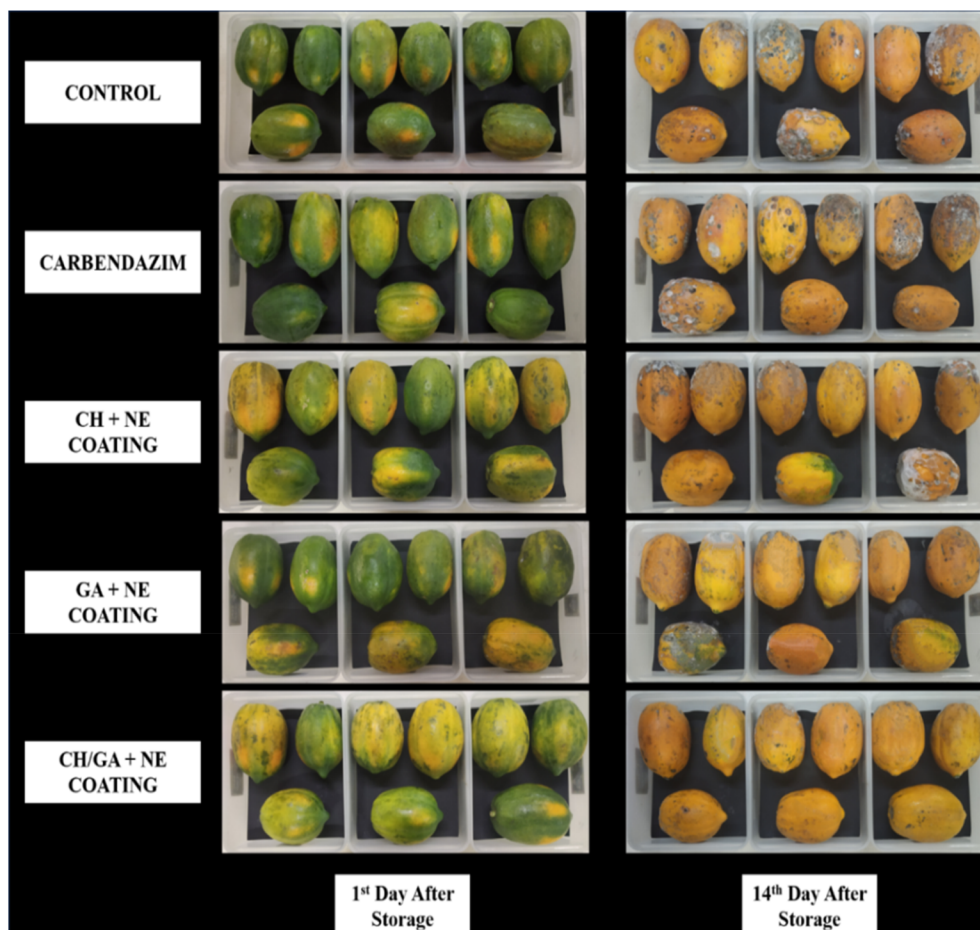 CONTROL
CARBENDAZIM
CH + NE
COATING
GA + NE
COATING
CH/GA + NE
COATING
1st Day After
Storage
14th Day After
Storage